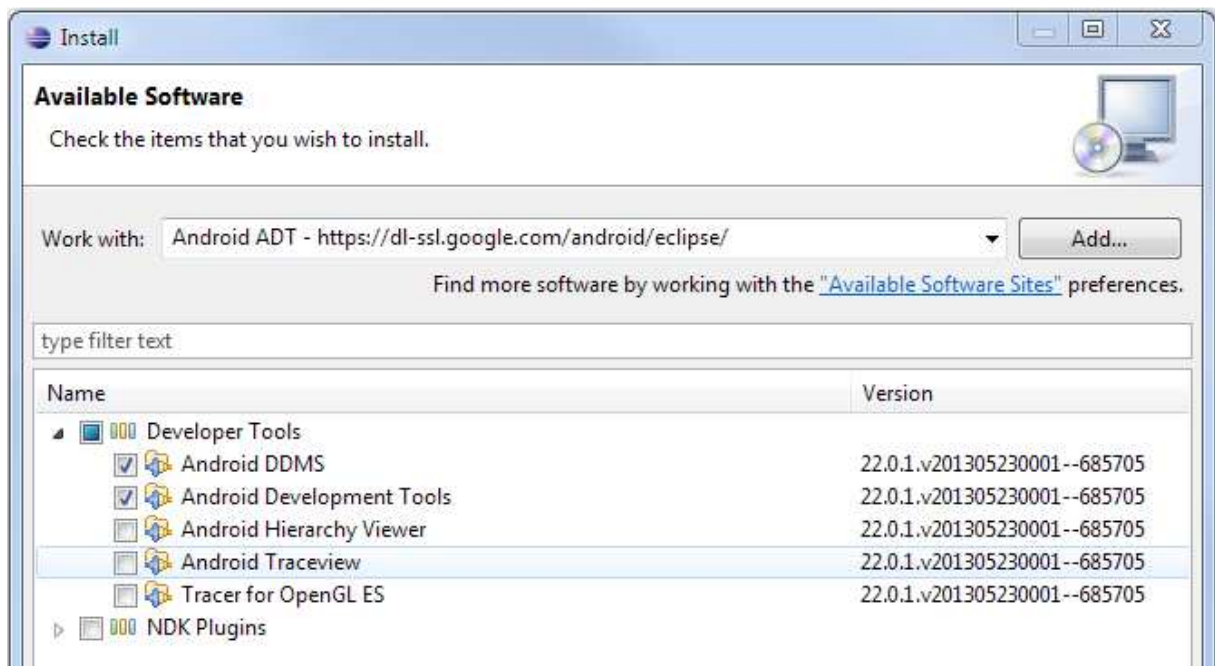 Install
Available Software
Check the items that you wish to install.
Work with: Android ADT - https://dl-ssl.google.com/android/eclipse/ Add...
Find more software by working with the "Available Software Sites" preferences.
type filter text
Name Version
Developer Tools
Android DDMS 22.0.1.v201305230001--685705
Android Development Tools 22.0.1.v201305230001--685705
Android Hierarchy Viewer 22.0.1.v201305230001--685705
Android Traceview 22.0.1.v201305230001--685705
Tracer for OpenGL ES 22.0.1.v201305230001--685705
NDK Plugins